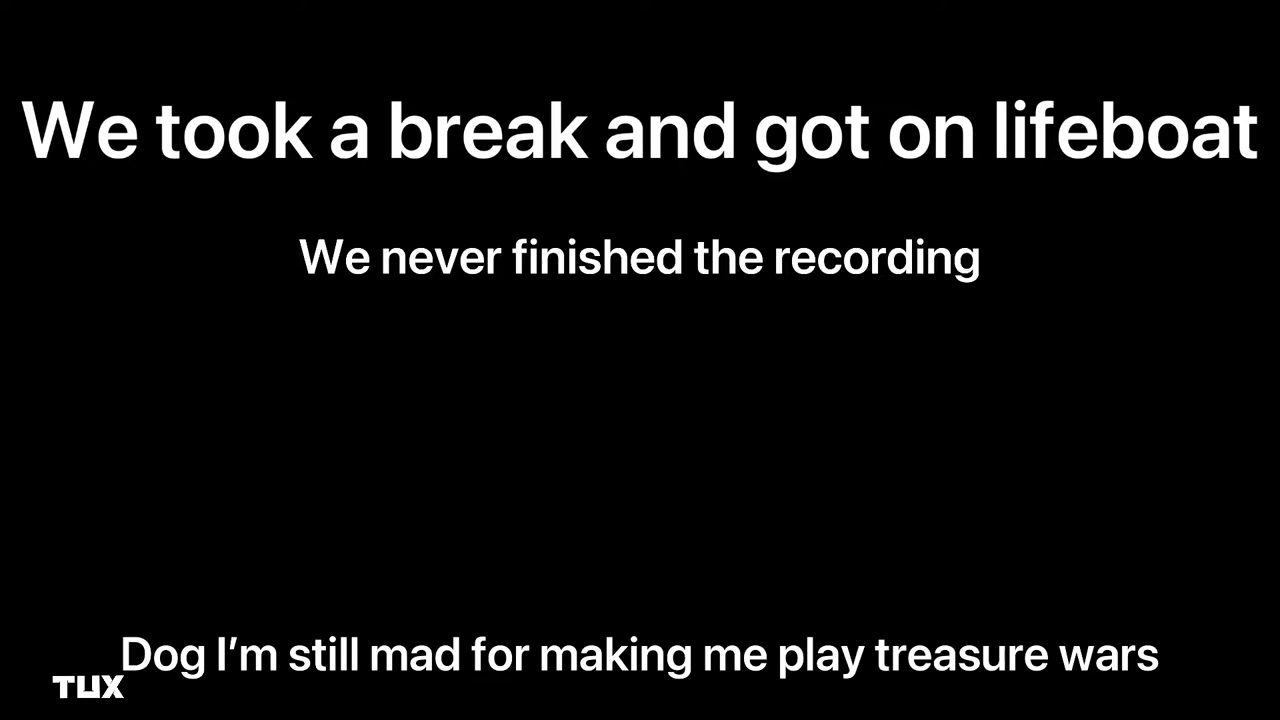 We took a break and got on lifeboat
We never finished the recording
Dog I’m still mad for making me play treasure wars
TUX